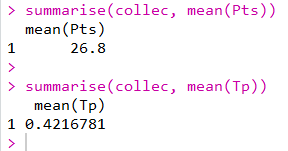 > summarise(collec, mean(Pts))
  mean(Pts)
1      26.8
>
> summarise(collec, mean(Tp))
   mean(Tp)
1 0.4216781
>